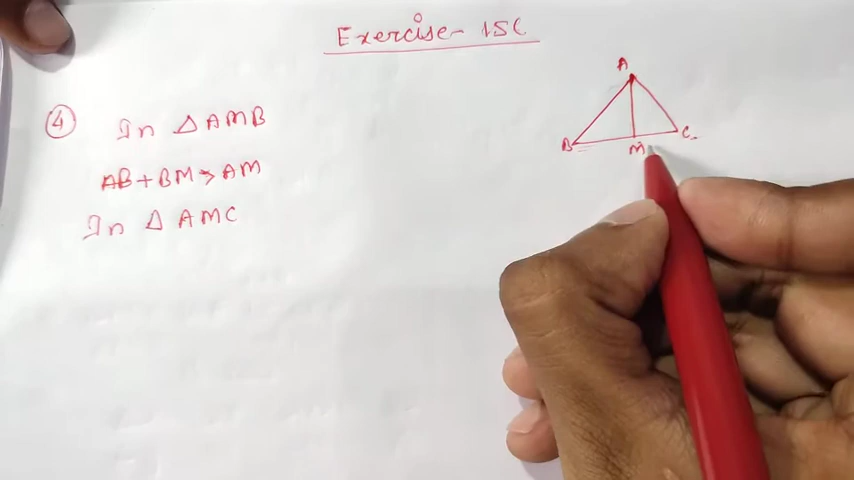 Exercise- 15C
A
B
M
C
4 In △AMB
AB+BM>AM
In △ AMC